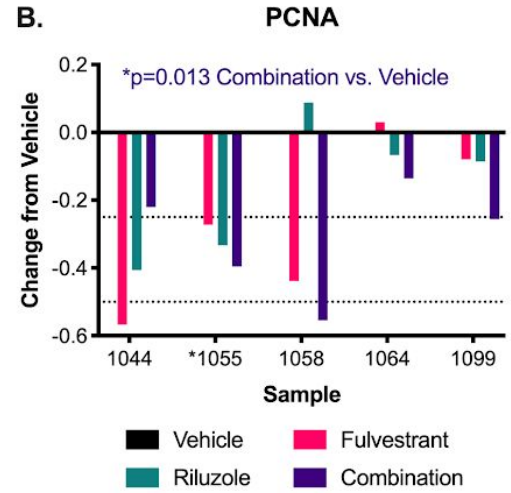 B.
PCNA
*p=0.013 Combination vs. Vehicle
Change from Vehicle
0.2
0.0
-0.2
-0.4
-0.6
1044 *1055 1058 1064 1099
Sample
Vehicle Fulvestrant
Riluzole Combination